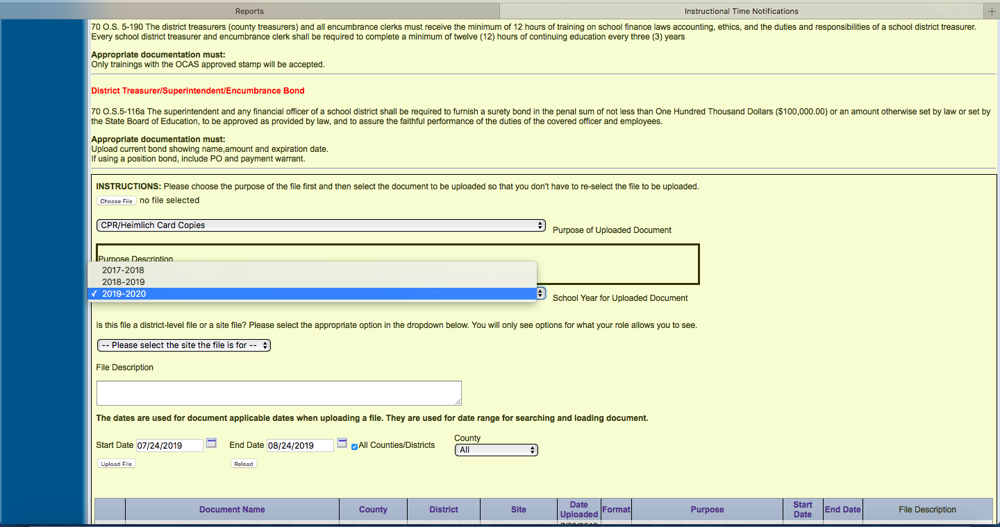 Reports
Instructional Time Notifications
70 O.S. 5-190 The district treasurers (county treasurers) and all encumbrance clerks must receive the minimum of 12 hours of training on school finance laws accounting, ethics, and the duties and responsibilities of a school district treasurer.
Every school district treasurer and encumbrance clerk shall be required to complete a minimum of twelve (12) hours of continuing education every three (3) years
Appropriate documentation must:
Only trainings with the OCAS approved stamp will be accepted.
District Treasurer/Superintendent/Encumbrance Bond
70 O.S.5-116a The superintendent and any financial officer of a school district shall be required to furnish a surety bond in the penal sum of not less than One Hundred Thousand Dollars ($100,000.00) or an amount otherwise set by law or set by
the State Board of Education, to be approved as provided by law, and to assure the faithful performance of the duties of the covered officer and employees.
Appropriate documentation must:
Upload current bond showing name,amount and expiration date.
If using a position bond, include PO and payment warrant.
INSTRUCTIONS: Please choose the purpose of the file first and then select the document to be uploaded so that you don't have to re-select the file to be uploaded.
Choose File no file selected
CPR/Heimlich Card Copies
Purpose of Uploaded Document
Purpose Description
2017-2018
2018-2019
✓ 2019-2020
School Year for Uploaded Document
Is this file a district-level file or a site file? Please select the appropriate option in the dropdown below. You will only see options for what your role allows you to see.
-- Please select the site the file is for --
File Description
The dates are used for document applicable dates when uploading a file. They are used for date range for searching and loading document.
Start Date 07/24/2019 End Date 08/24/2019 All Counties/Districts
County
All
Upload File Reload
Document Name County District Site Date Uploaded Format Purpose Start Date End Date File Description